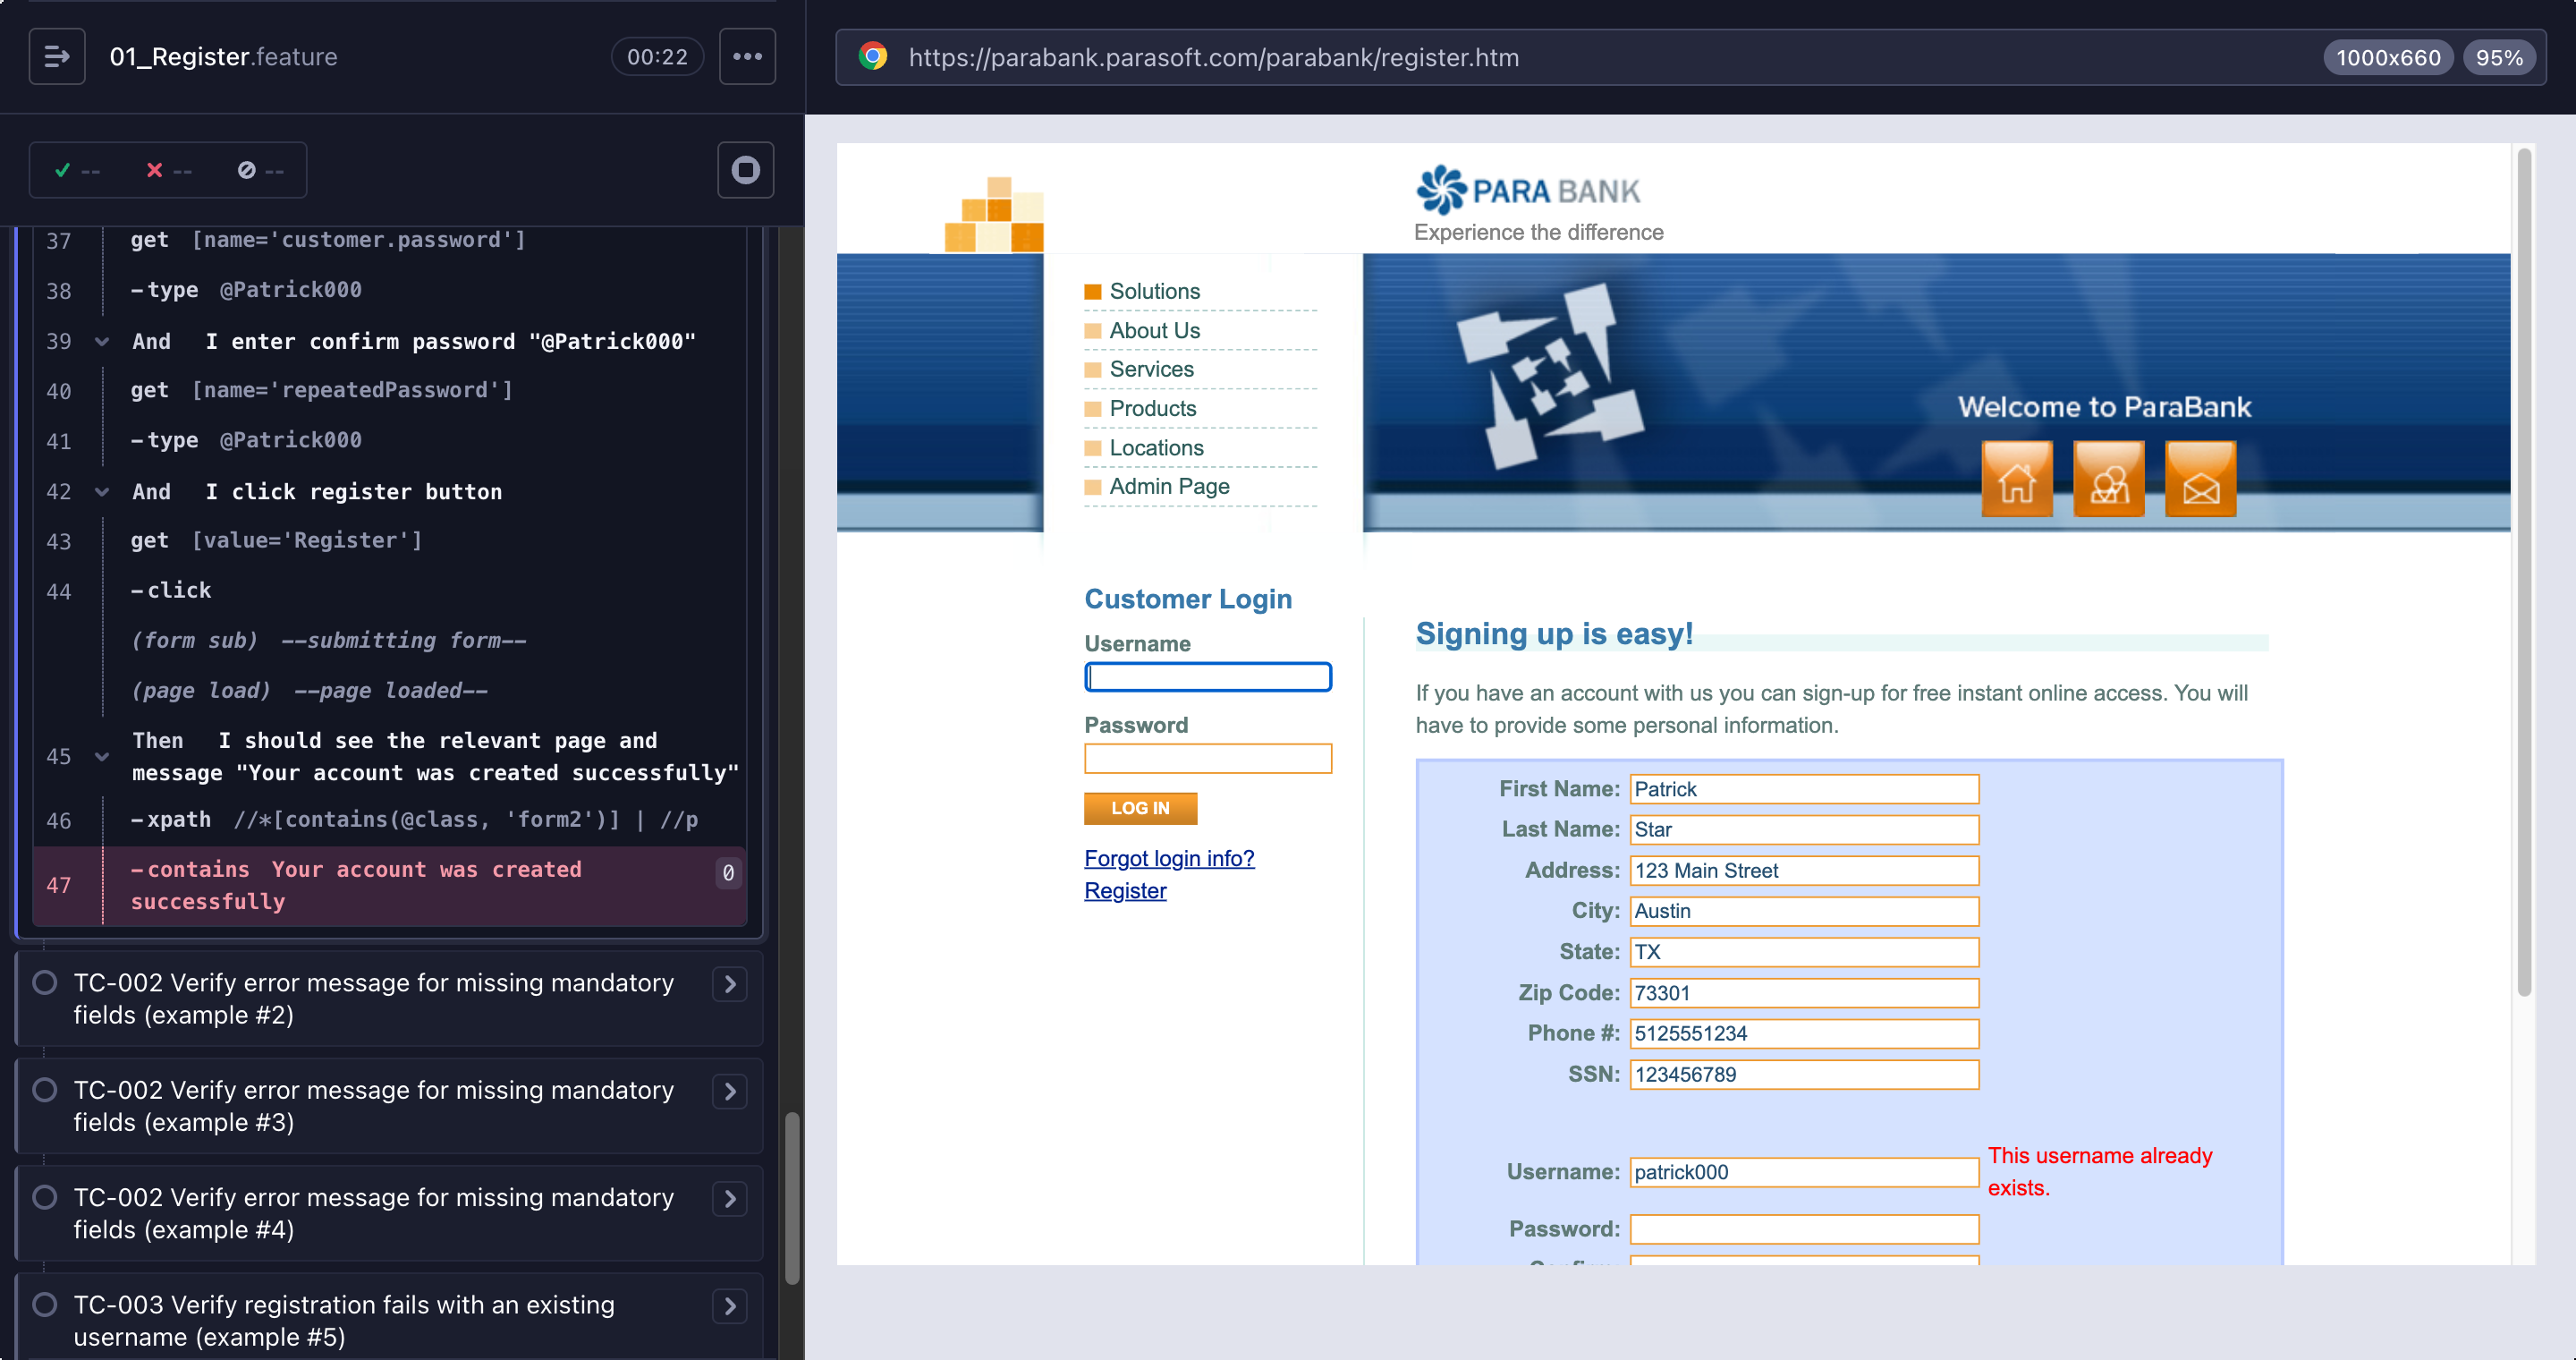 01_Register.feature
00:22
--
--
--
37 get [name='customer.password']
38 -type @Patrick000
39 And I enter confirm password "@Patrick000"
40 get [name='repeatedPassword']
41 -type @Patrick000
42 And I click register button
43 get [value='Register']
44 -click
(form sub) --submitting form--
(page load) --page loaded--
45 Then I should see the relevant page and
message "Your account was created successfully"
46 -xpath //*[contains(@class, 'form2')] | //p
47 -contains Your account was created
successfully
0
TC-002 Verify error message for missing mandatory
fields (example #2)
TC-002 Verify error message for missing mandatory
fields (example #3)
TC-002 Verify error message for missing mandatory
fields (example #4)
TC-003 Verify registration fails with an existing
username (example #5)
https://parabank.parasoft.com/parabank/register.htm
1000x660
95%
PARA BANK
Experience the difference
Solutions
About Us
Services
Products
Locations
Admin Page
Welcome to ParaBank
Customer Login
Username
Password
LOG IN
Forgot login info?
Register
Signing up is easy!
If you have an account with us you can sign-up for free instant online access. You will
have to provide some personal information.
First Name: Patrick
Last Name: Star
Address: 123 Main Street
City: Austin
State: TX
Zip Code: 73301
Phone #: 5125551234
SSN: 123456789
Username: patrick000
This username already
exists.
Password: